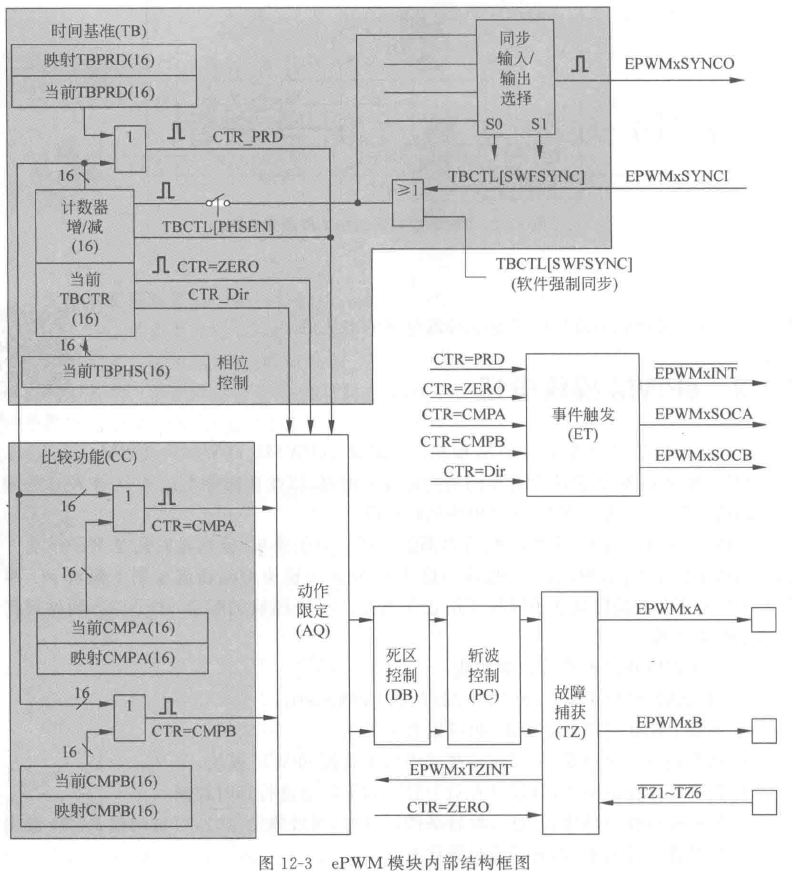 时间基准(TB)
映射TBPRD(16)
当前TBPRD(16)
1
CTR_PRD
16
计数器
增/减
(16)
TBCTL[PHSEN]
CTR=ZERO
CTR_Dir
当前
TBCTR
(16)
16
当前TBPHS(16)
相位
控制
同步
输入/
输出
选择
S0 S1
EPWMxSYNCO
TBCTL[SWFSYNC]
EPWMxSYNCI
≥1
TBCTL[SWFSYNC]
(软件强制同步)
CTR=PRD
CTR=ZERO
CTR=CMPA
CTR=CMPB
CTR=Dir
事件触发
(ET)
EPWMxINT
EPWMxSOCA
EPWMxSOCB
比较功能(CC)
16
1
CTR=CMPA
16
当前CMPA(16)
映射CMPA(16)
16
1
CTR=CMPB
16
当前CMPB(16)
映射CMPB(16)
动作
限定
(AQ)
死区
控制
(DB)
斩波
控制
(PC)
故障
捕获
(TZ)
EPWMxA
EPWMxB
TZ1~TZ6
EPWMxTZINT
CTR=ZERO
图 12-3 ePWM 模块内部结构框图